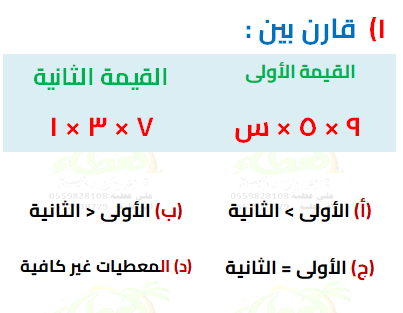 ١) قارن بين :
القيمة الأولى القيمة الثانية
٩ × ٥ × س ٧ × ٣ × ١
(أ) الأولى > الثانية (ب) الأولى < الثانية
(ج) الأولى = الثانية (د) المعطيات غير كافية